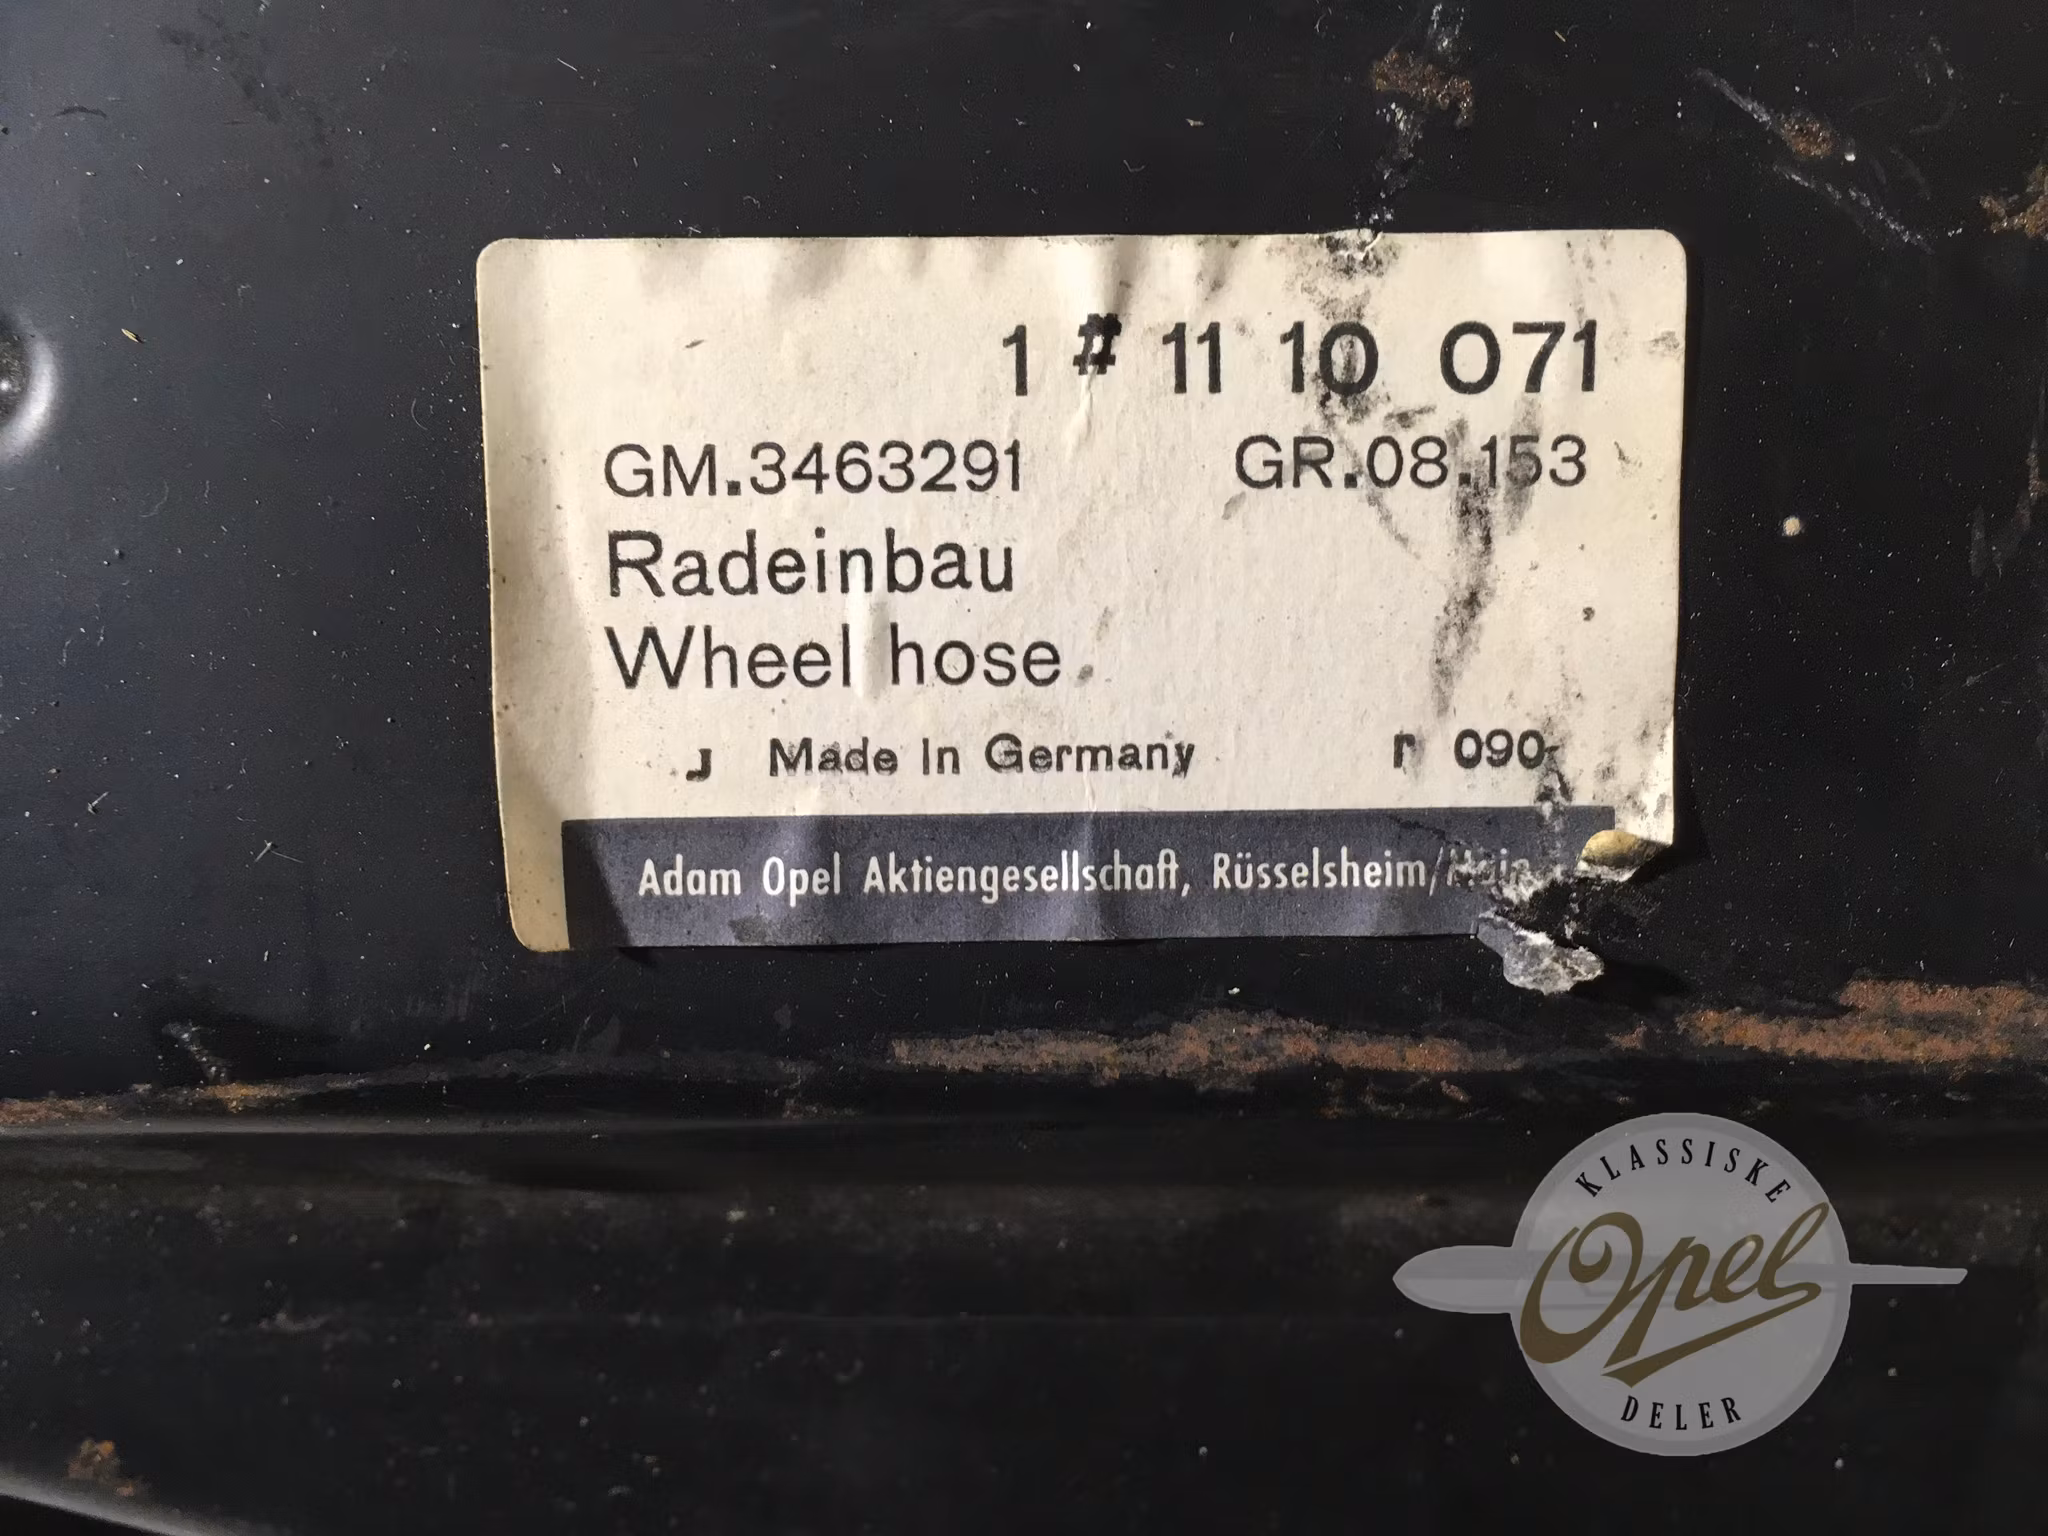 1 # 11 10 071
GM.3463291 GR.08.153
Radeinbau
Wheel hose
J Made In Germany r 090
Adam Opel Aktiengesellschaft, Rüsselsheim/Main
KLASSISKE
Opel
DELER